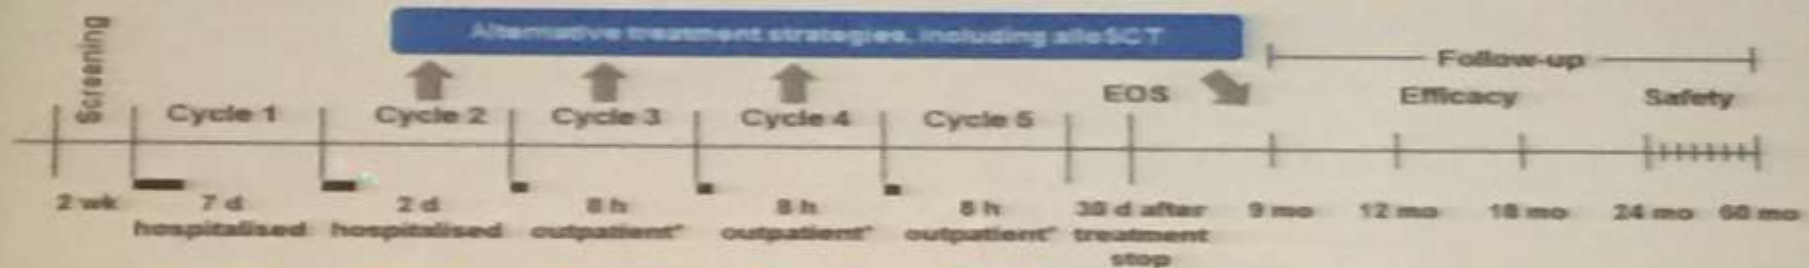 Screening
Alternative treatment strategies, including alloSCT
Follow-up
EOS
Efficacy
Safety
Cycle 1
Cycle 2
Cycle 3
Cycle 4
Cycle 5
2 wk
7 d
hospitalised
2 d
hospitalised
8 h
outpatient*
8 h
outpatient*
8 h
outpatient*
30 d after
treatment
stop
9 mo
12 mo
18 mo
24 mo
60 mo